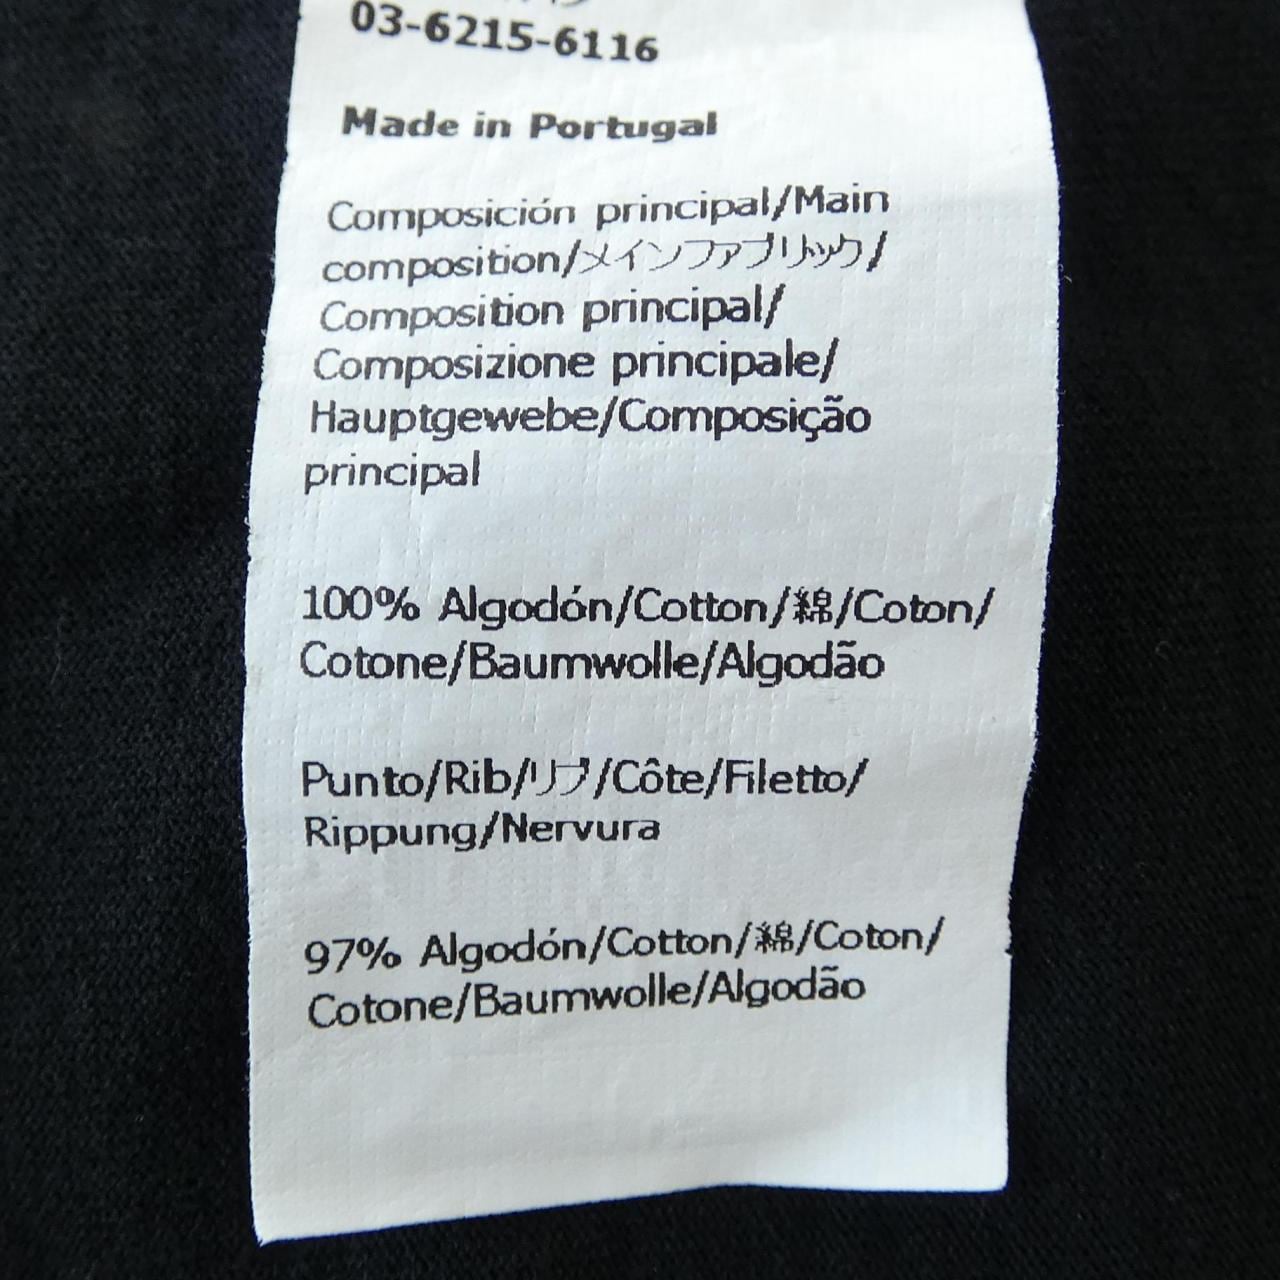 03-6215-6116
Made in Portugal
Composición principal/Main
composition/メインファブリック/
Composition principal/
Composizione principale/
Hauptgewebe/Composição
principal
100% Algodón/Cotton/綿/Coton/
Cotone/Baumwolle/Algodão
Punto/Rib/リブ/Côte/Filetto/
Rippung/Nervura
97% Algodón/Cotton/綿/Coton/
Cotone/Baumwolle/Algodão